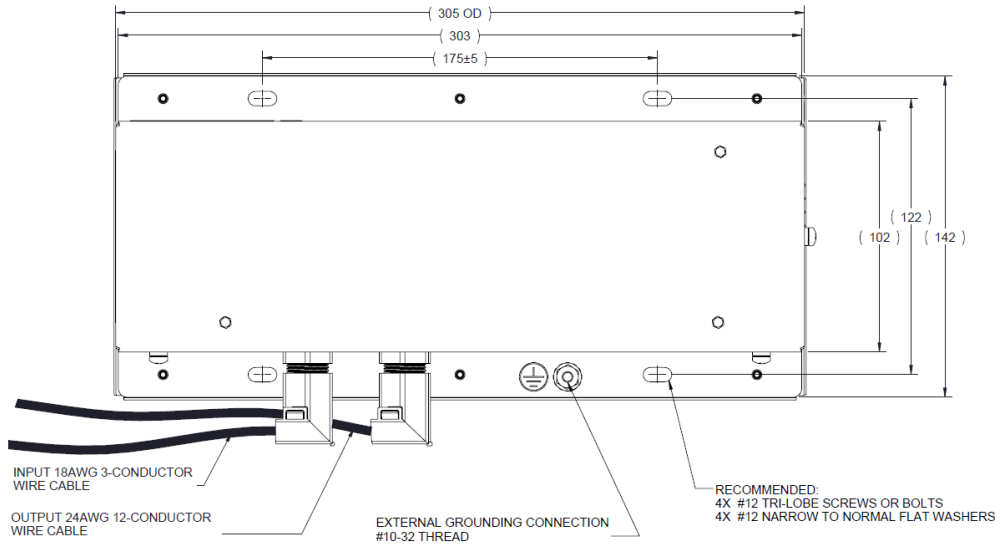 ( 305 OD )
( 303 )
( 175±5 )
( 122 )
( 102 )
( 142 )
INPUT 18AWG 3-CONDUCTOR
WIRE CABLE
OUTPUT 24AWG 12-CONDUCTOR
WIRE CABLE
EXTERNAL GROUNDING CONNECTION
#10-32 THREAD
RECOMMENDED:
4X #12 TRI-LOBE SCREWS OR BOLTS
4X #12 NARROW TO NORMAL FLAT WASHERS